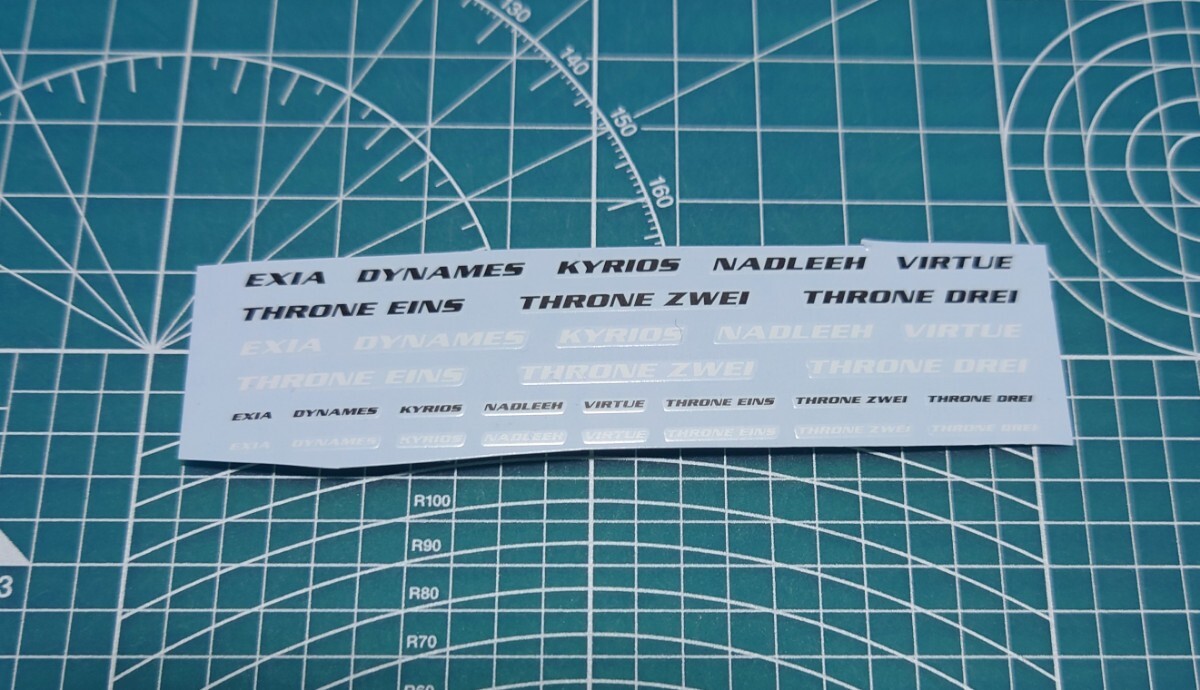 130
140
150
160
EXIA DYNAMES KYRIOS NADLEEH VIRTUE
THRONE EINS THRONE ZWEI THRONE DREI
EXIA DYNAMES KYRIOS NADLEEH VIRTUE
THRONE EINS THRONE ZWEI THRONE DREI
EXIA DYNAMES KYRIOS NADLEEH VIRTUE THRONE EINS THRONE ZWEI THRONE DREI
EXIA DYNAMES KYRIOS NADLEEH VIRTUE THRONE EINS THRONE ZWEI THRONE DREI
R100
R90
R80
3
R70
R60